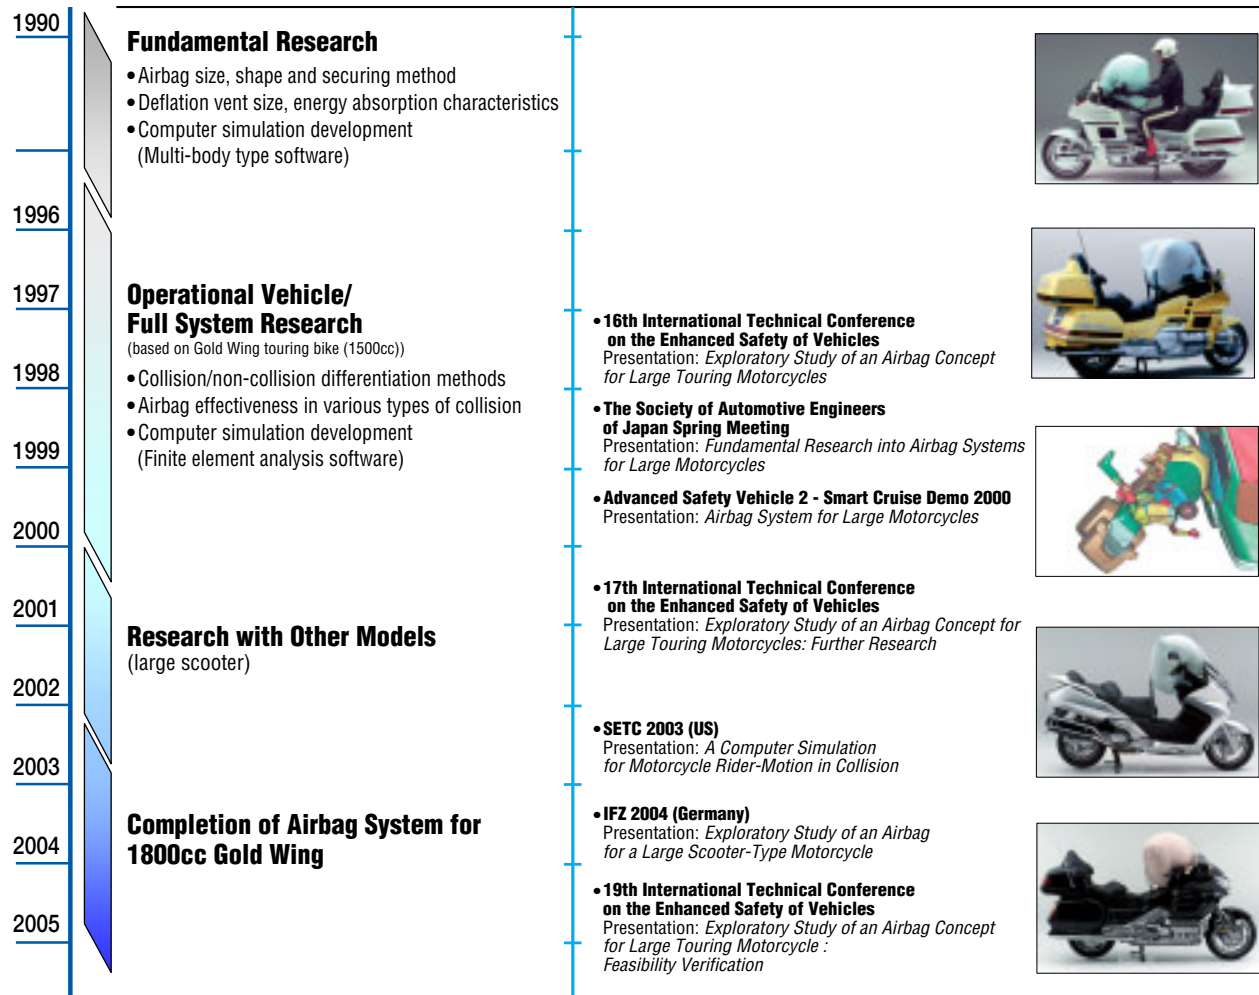 1990
Fundamental Research
•Airbag size, shape and securing method
•Deflation vent size, energy absorption characteristics
•Computer simulation development
(Multi-body type software)
1996
1997
Operational Vehicle/
Full System Research
(based on Gold Wing touring bike (1500cc))
1998
•Collision/non-collision differentiation methods
•Airbag effectiveness in various types of collision
•Computer simulation development
(Finite element analysis software)
1999
2000
2001
Research with Other Models
(large scooter)
2002
2003
Completion of Airbag System for
1800cc Gold Wing
2004
2005
•16th International Technical Conference
on the Enhanced Safety of Vehicles
Presentation: Exploratory Study of an Airbag Concept
for Large Touring Motorcycles
•The Society of Automotive Engineers
of Japan Spring Meeting
Presentation: Fundamental Research into Airbag Systems
for Large Motorcycles
•Advanced Safety Vehicle 2 - Smart Cruise Demo 2000
Presentation: Airbag System for Large Motorcycles
•17th International Technical Conference
on the Enhanced Safety of Vehicles
Presentation: Exploratory Study of an Airbag Concept for
Large Touring Motorcycles: Further Research
•SETC 2003 (US)
Presentation: A Computer Simulation
for Motorcycle Rider-Motion in Collision
•IFZ 2004 (Germany)
Presentation: Exploratory Study of an Airbag
for a Large Scooter-Type Motorcycle
•19th International Technical Conference
on the Enhanced Safety of Vehicles
Presentation: Exploratory Study of an Airbag Concept
for Large Touring Motorcycle :
Feasibility Verification